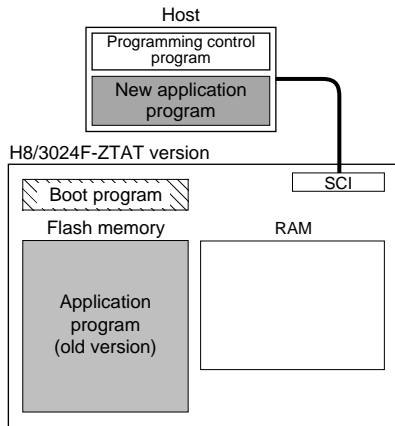 Host
Programming control
program
New application
program
H8/3024F-ZTAT version
SCI
Boot program
Flash memory
RAM
Application
program
(old version)